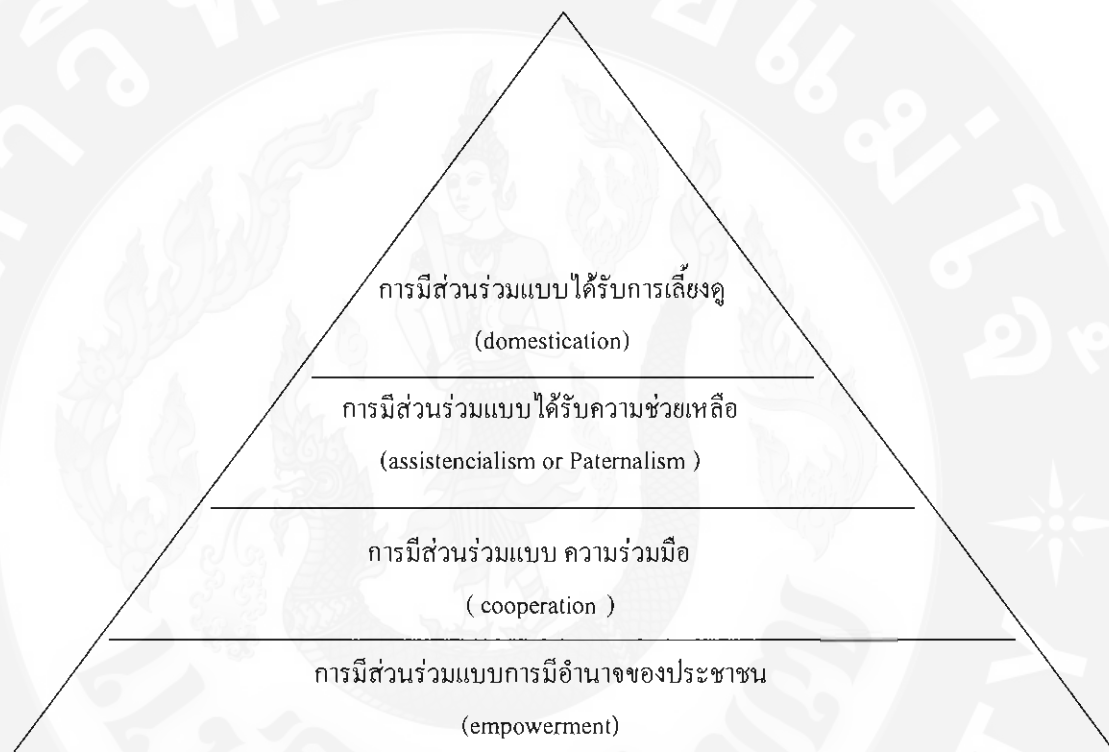 การมีส่วนร่วมแบบได้รับการเลี้ยงดู
(domestication)
การมีส่วนร่วมแบบได้รับความช่วยเหลือ
(assistencialism or Paternalism )
การมีส่วนร่วมแบบ ความร่วมมือ
( cooperation )
การมีส่วนร่วมแบบการมีอำนาจของประชาชน
(empowerment)